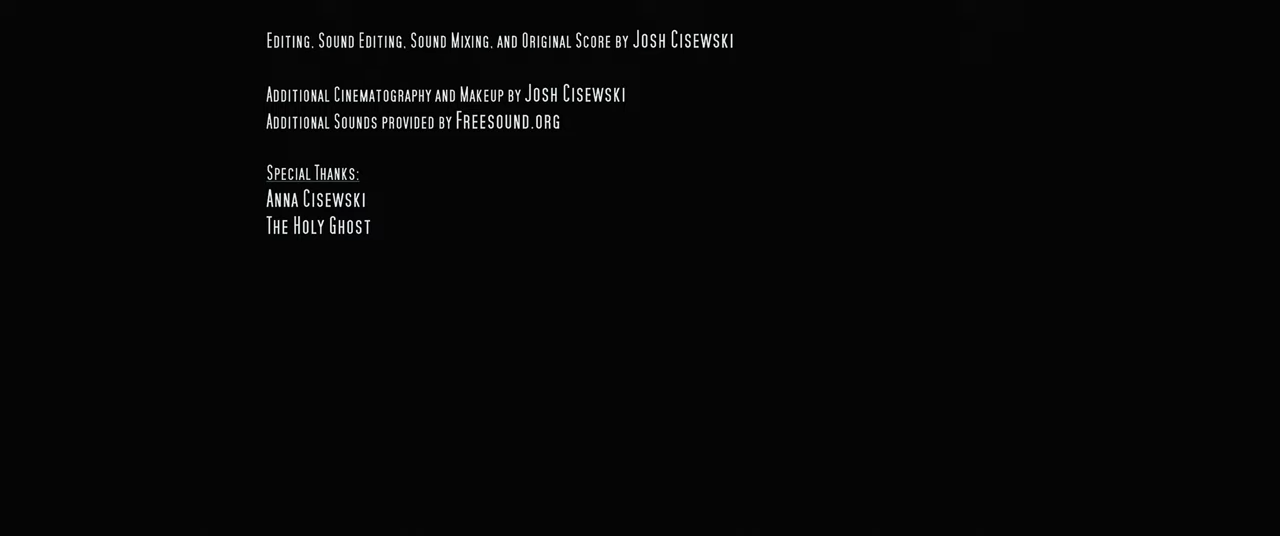 Editing, Sound Editing, Sound Mixing, and Original Score by Josh Cisewski
Additional Cinematography and Makeup by Josh Cisewski
Additional Sounds provided by Freesound.org
Special Thanks:
Anna Cisewski
The Holy Ghost